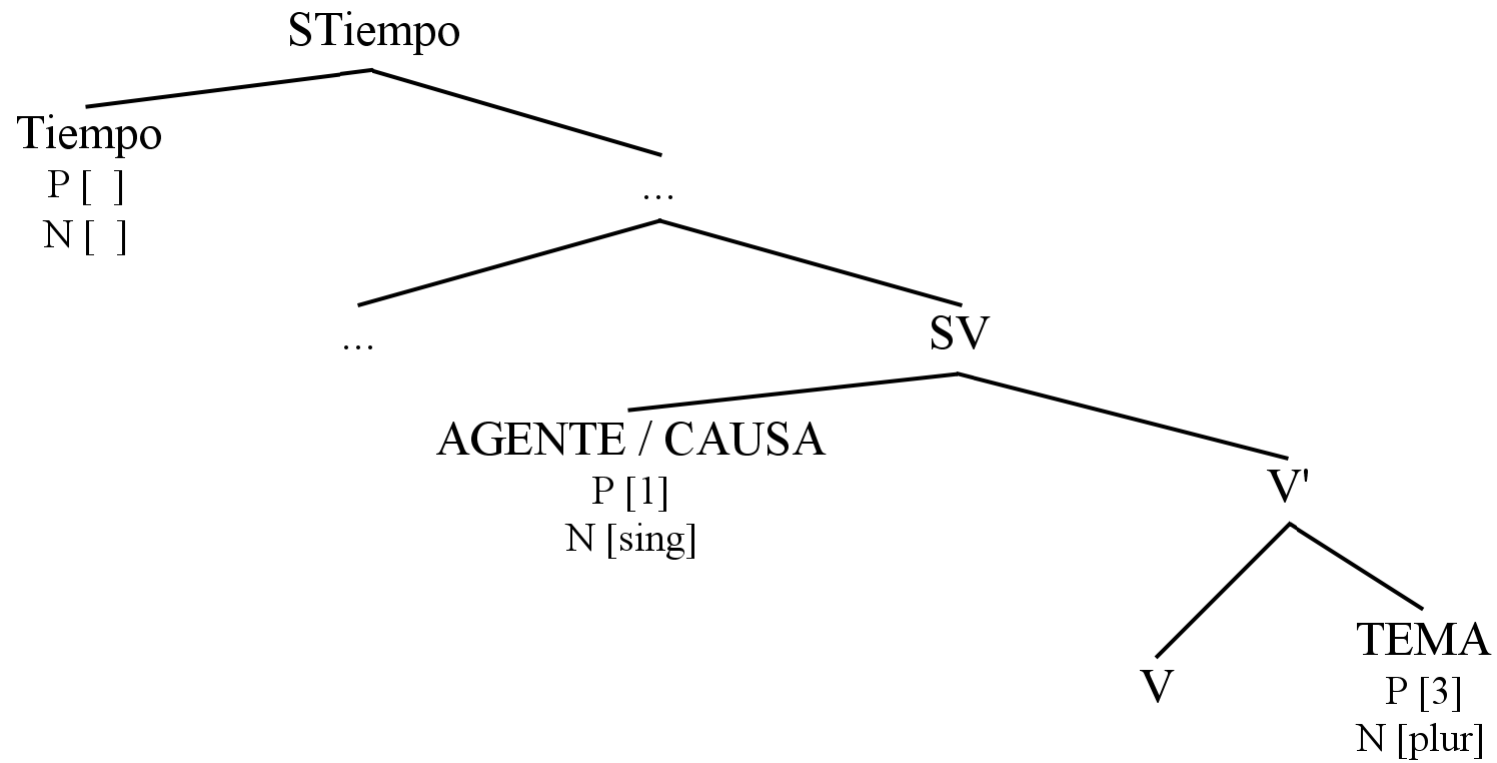 STiempo
Tiempo
P [ ]
N [ ]
...
...
SV
AGENTE / CAUSA
P [1]
N [sing]
V'
V
TEMA
P [3]
N [plur]